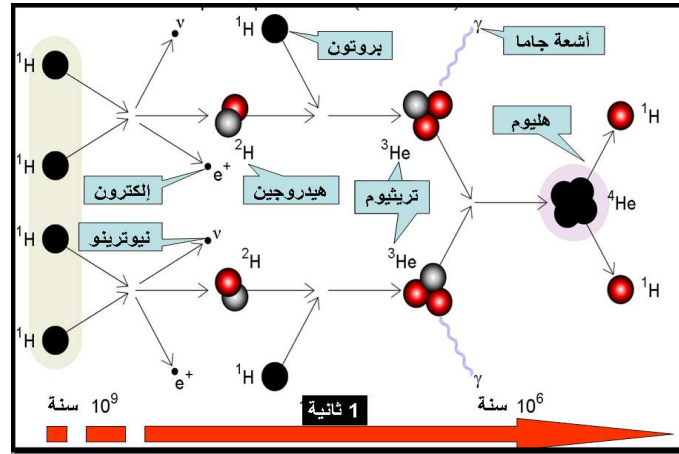 ν
¹H
بروتون
γ
أشعة جاما
¹H
هليوم
¹H
²H
³He
¹H
e⁺
إلكترون
هيدروجين
تريثيوم
⁴He
¹H
نيوترينو
ν
²H
³He
¹H
¹H
e⁺
¹H
γ
10⁹ سنة
1 ثانية
10⁶ سنة